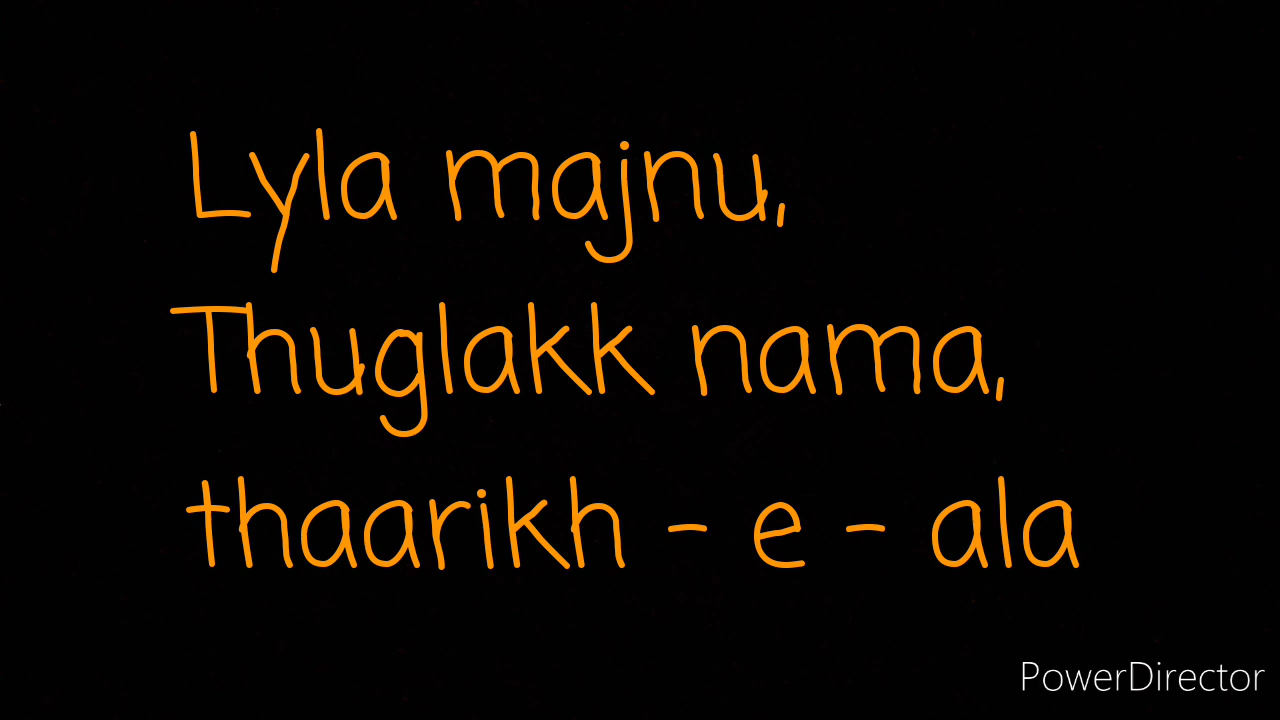 Lyla majnu,
Thuglakk nama,
thaarikh - e - ala
PowerDirector